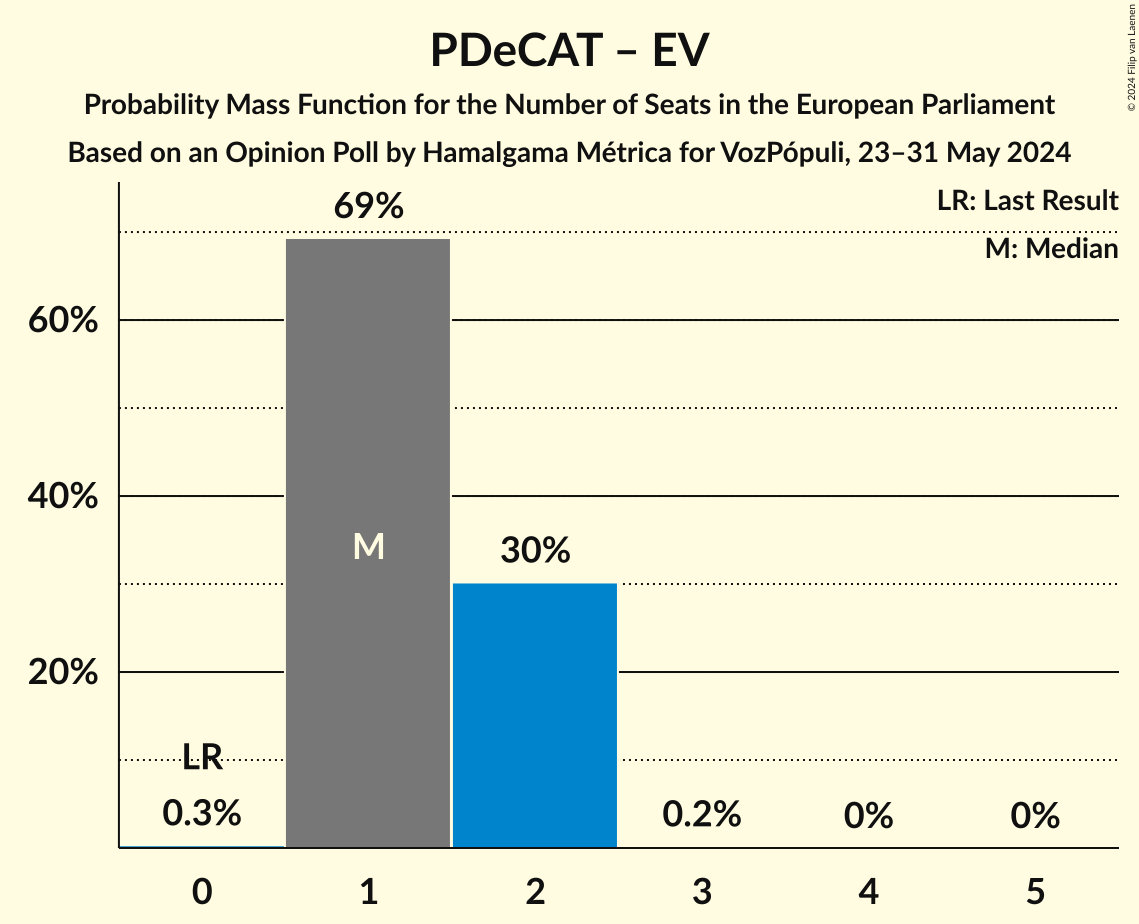 PDeCAT – EV
Probability Mass Function for the Number of Seats in the European Parliament
Based on an Opinion Poll by Hamalgama Métrica for VozPópuli, 23–31 May 2024
© 2024 Filip van Laenen
LR: Last Result
M: Median
69%
60%
40%
M
30%
20%
LR
0.3%
0.2%
0%
0%
0 1 2 3 4 5